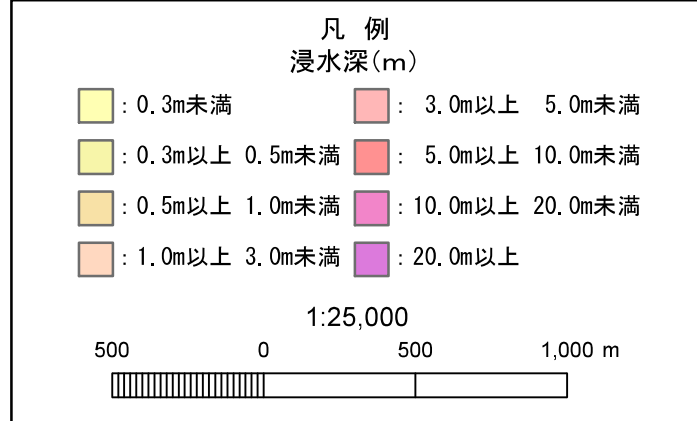 凡 例
浸水深(m)
: 0.3m未満
: 0.3m以上 0.5m未満
: 0.5m以上 1.0m未満
: 1.0m以上 3.0m未満
: 3.0m以上 5.0m未満
: 5.0m以上 10.0m未満
: 10.0m以上 20.0m未満
: 20.0m以上
1:25,000
500 0 500 1,000 m